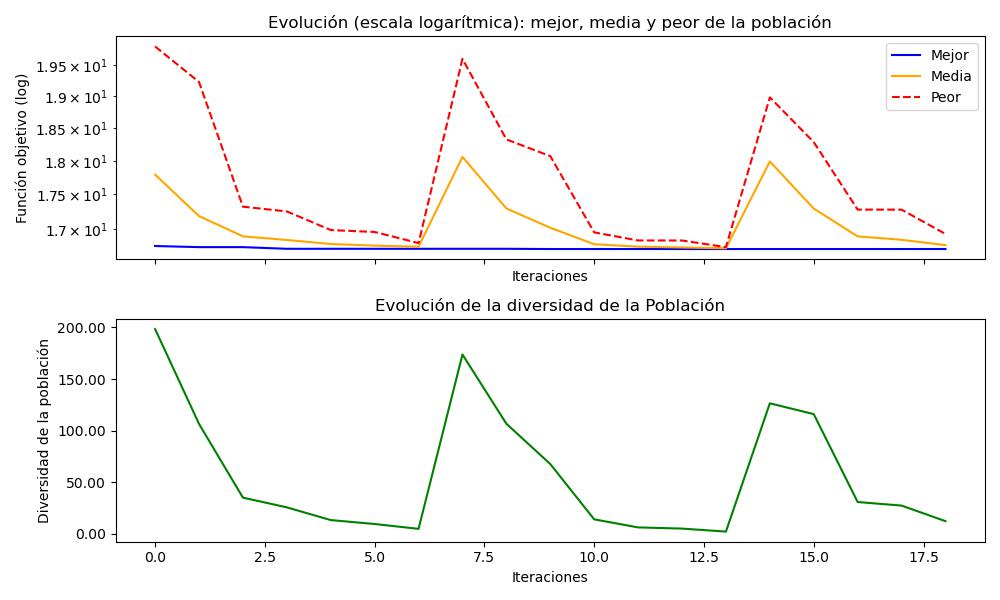 Evolución (escala logarítmica): mejor, media y peor de la población
Función objetivo (log)
1.95 × 10¹
1.9 × 10¹
1.85 × 10¹
1.8 × 10¹
1.75 × 10¹
1.7 × 10¹
Mejor
Media
Peor
Iteraciones
Evolución de la diversidad de la Población
Diversidad de la población
200.00
150.00
100.00
50.00
0.00
0.0 2.5 5.0 7.5 10.0 12.5 15.0 17.5
Iteraciones